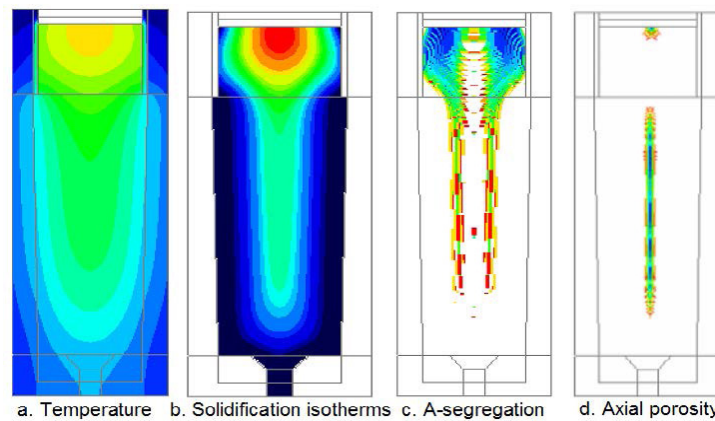 a. Temperature b. Solidification isotherms c. A-segregation d. Axial porosity